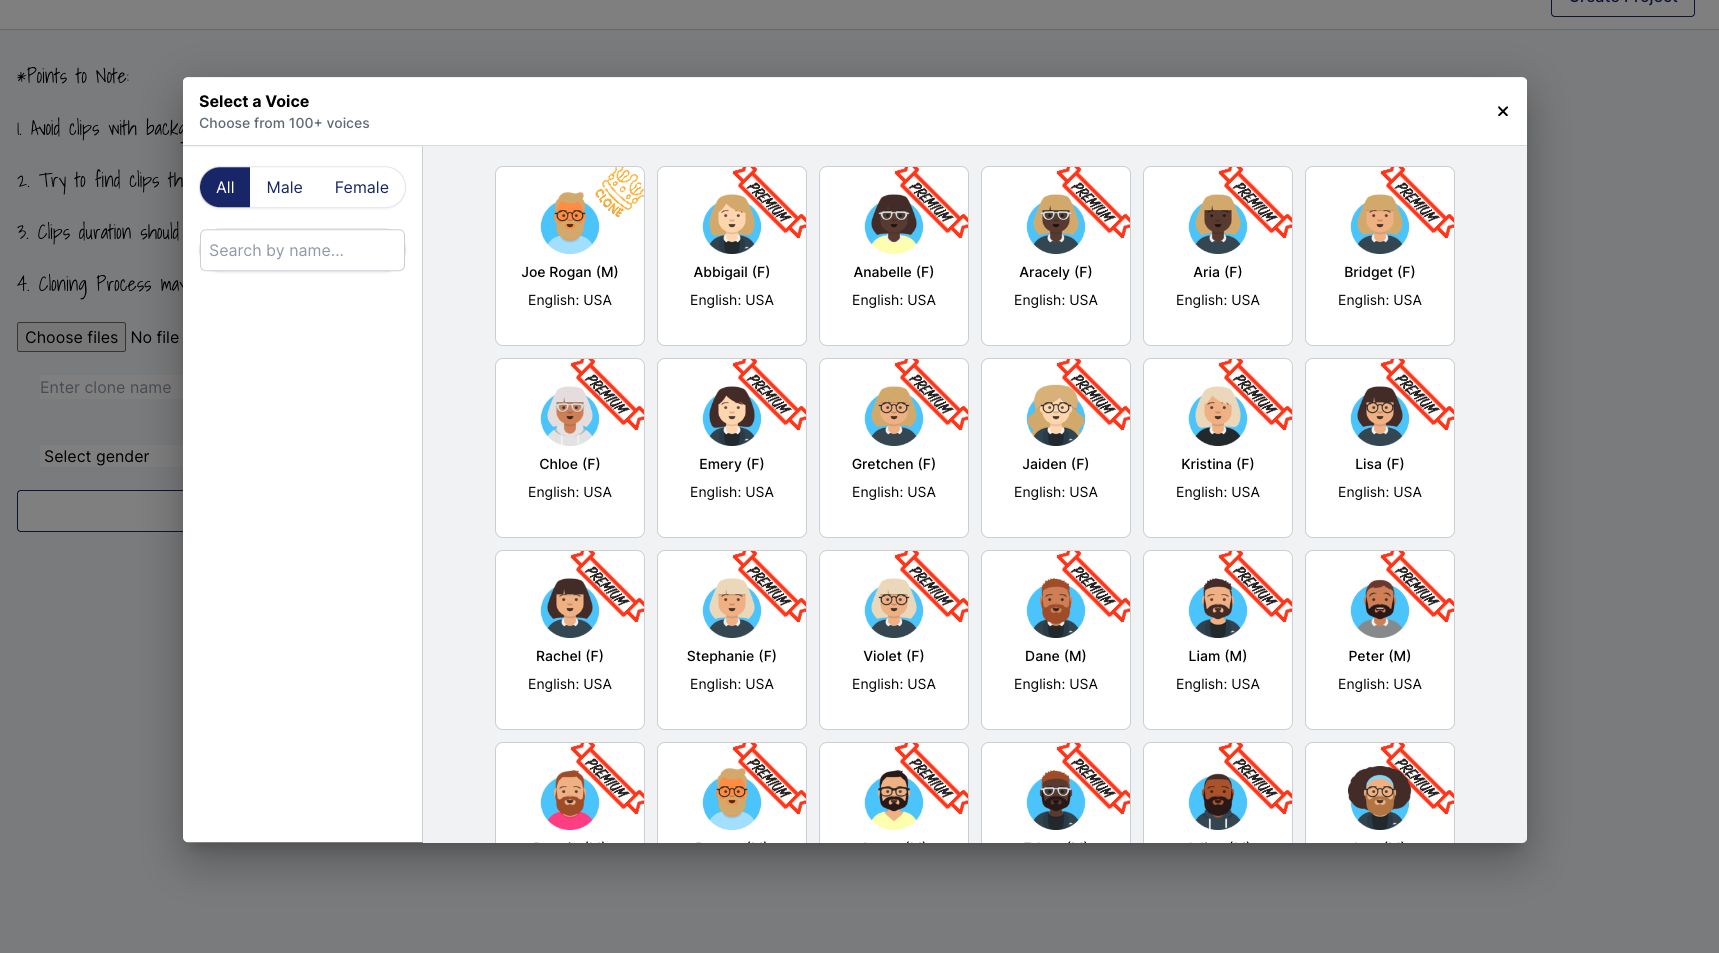 Create Project
*Points to Note:
1. Avoid clips with backg
2. Try to find clips th
3. Clips duration should
4. Cloning Process may
Choose files No file
Enter clone name
Select gender
Select a Voice
Choose from 100+ voices
×
All Male Female
Search by name...
CLONE
Joe Rogan (M)
English: USA
PREMIUM
Abbigail (F)
English: USA
PREMIUM
Anabelle (F)
English: USA
PREMIUM
Aracely (F)
English: USA
PREMIUM
Aria (F)
English: USA
PREMIUM
Bridget (F)
English: USA
PREMIUM
Chloe (F)
English: USA
PREMIUM
Emery (F)
English: USA
PREMIUM
Gretchen (F)
English: USA
PREMIUM
Jaiden (F)
English: USA
PREMIUM
Kristina (F)
English: USA
PREMIUM
Lisa (F)
English: USA
PREMIUM
Rachel (F)
English: USA
PREMIUM
Stephanie (F)
English: USA
PREMIUM
Violet (F)
English: USA
PREMIUM
Dane (M)
English: USA
PREMIUM
Liam (M)
English: USA
PREMIUM
Peter (M)
English: USA
PREMIUM
PREMIUM
PREMIUM
PREMIUM
PREMIUM
PREMIUM